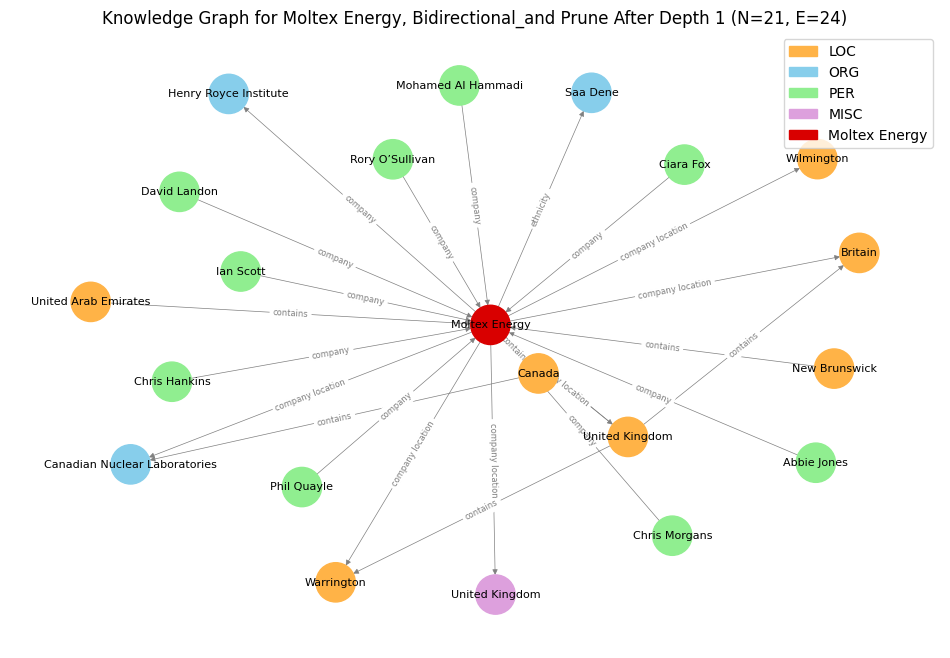 Knowledge Graph for Moltex Energy, Bidirectional_and Prune After Depth 1 (N=21, E=24)
LOC
ORG
PER
MISC
Moltex Energy
Henry Royce Institute
Mohamed Al Hammadi
Saa Dene
Rory O’Sullivan
Ciara Fox
Wilmington
David Landon
company
company
ethnicity
company
company
company location
Britain
company
Ian Scott
company
company location
United Arab Emirates
contains
Moltex Energy
contains
contains
New Brunswick
Chris Hankins
company
Canada
company location
company
contains
company
company
United Kingdom
Canadian Nuclear Laboratories
company location
company location
Abbie Jones
Phil Quayle
contains
Chris Morgans
Warrington
United Kingdom